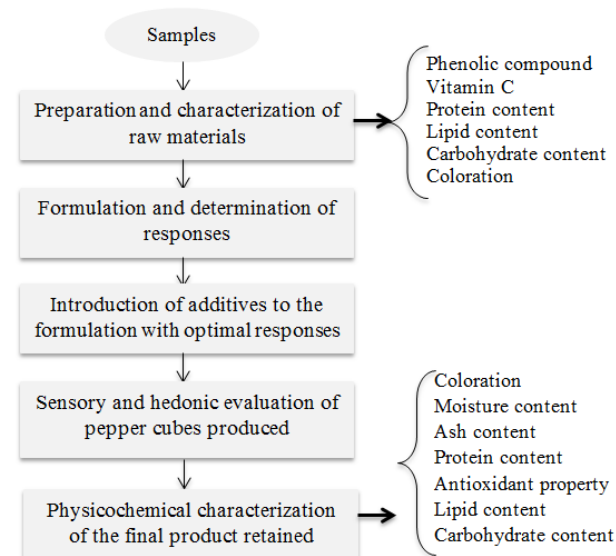 Samples
Preparation and characterization of
raw materials
Phenolic compound
Vitamin C
Protein content
Lipid content
Carbohydrate content
Coloration
Formulation and determination of
responses
Introduction of additives to the
formulation with optimal responses
Sensory and hedonic evaluation of
pepper cubes produced
Physicochemical characterization
of the final product retained
Coloration
Moisture content
Ash content
Protein content
Antioxidant property
Lipid content
Carbohydrate content